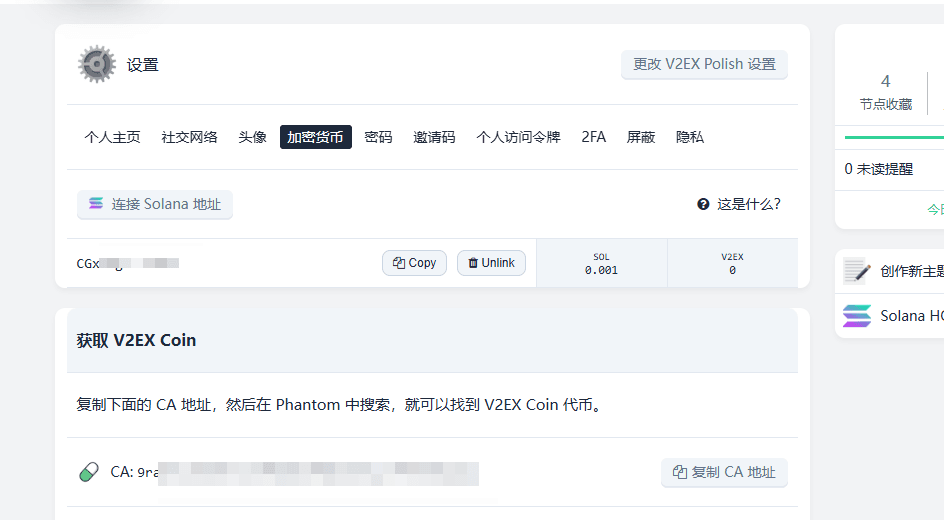 设置
更改 V2EX Polish 设置
个人主页 社交网络 头像 加密货币 密码 邀请码 个人访问令牌 2FA 屏蔽 隐私
连接 Solana 地址
这是什么?
CGx
Copy
Unlink
SOL
0.001
V2EX
0
获取 V2EX Coin
复制下面的 CA 地址，然后在 Phantom 中搜索，就可以找到 V2EX Coin 代币。
CA: 9ra
复制 CA 地址
4
节点收藏
0 未读提醒
今日
创作新主题
Solana HO